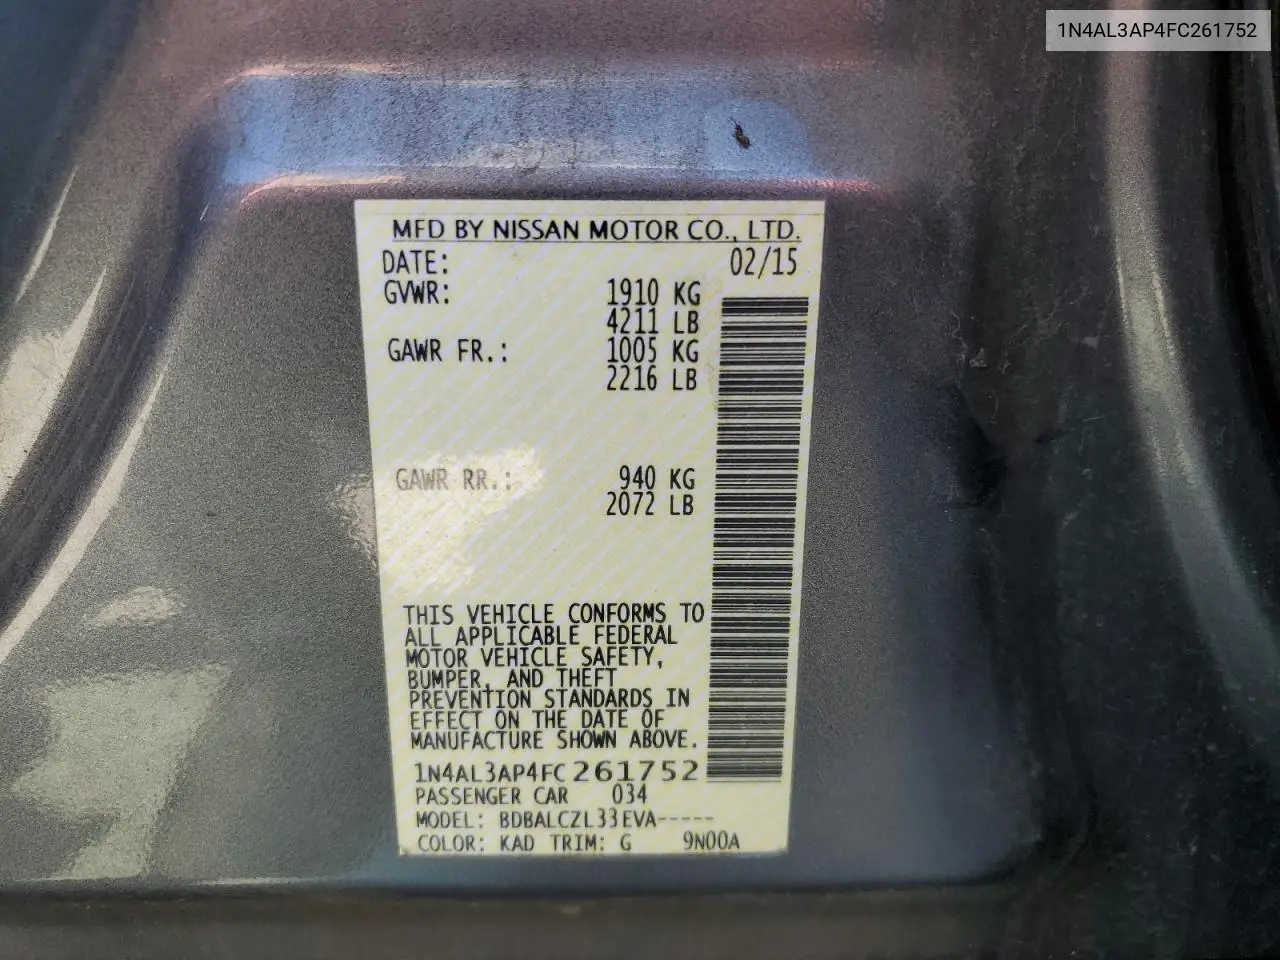 1N4AL3AP4FC261752
MFD BY NISSAN MOTOR CO., LTD.
DATE: 02/15
GVWR: 1910 KG
4211 LB
GAWR FR.: 1005 KG
2216 LB
GAWR RR.: 940 KG
2072 LB
THIS VEHICLE CONFORMS TO
ALL APPLICABLE FEDERAL
MOTOR VEHICLE SAFETY,
BUMPER, AND THEFT
PREVENTION STANDARDS IN
EFFECT ON THE DATE OF
MANUFACTURE SHOWN ABOVE.
1N4AL3AP4FC261752
PASSENGER CAR 034
MODEL: BDBALCZL33EVA-----
COLOR: KAD TRIM: G 9N00A